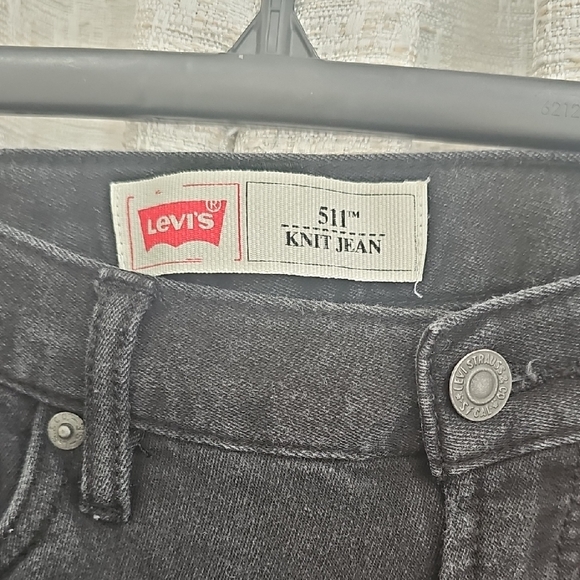 LEVI'S®
511™
KNIT JEAN
LEVI STRAUSS & CO
S.F. CAL